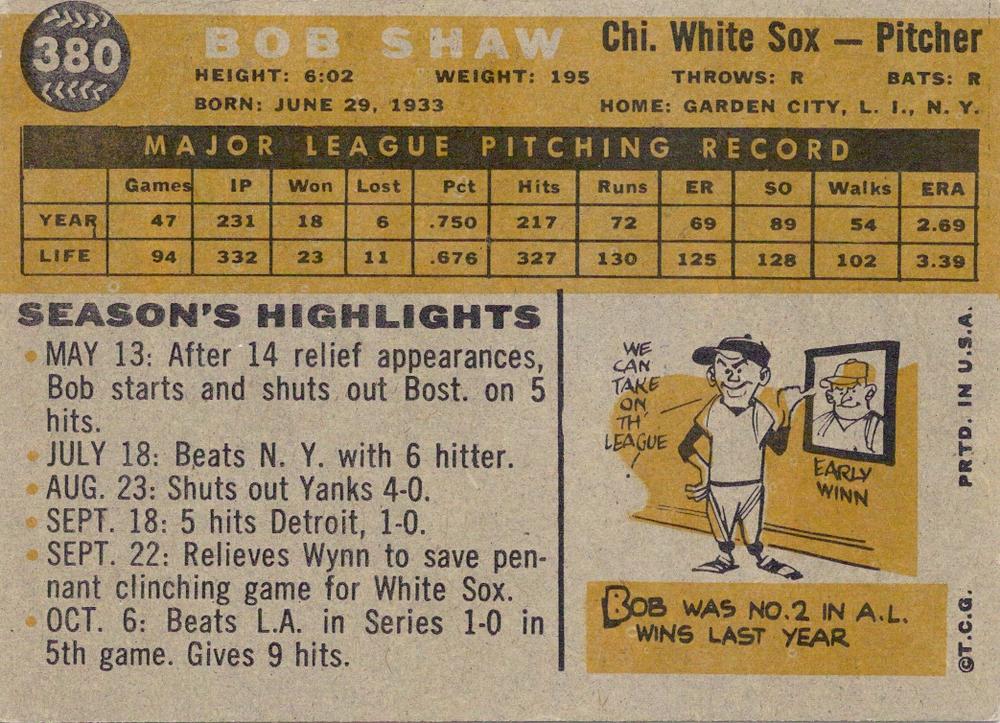 380
BOB SHAW
Chi. White Sox — Pitcher
HEIGHT: 6:02 WEIGHT: 195 THROWS: R BATS: R
BORN: JUNE 29, 1933 HOME: GARDEN CITY, L. I., N. Y.
MAJOR LEAGUE PITCHING RECORD
Games IP Won Lost Pct Hits Runs ER SO Walks ERA
YEAR 47 231 18 6 .750 217 72 69 89 54 2.69
LIFE 94 332 23 11 .676 327 130 125 128 102 3.39
SEASON'S HIGHLIGHTS
• MAY 13: After 14 relief appearances,
Bob starts and shuts out Bost. on 5
hits.
• JULY 18: Beats N. Y. with 6 hitter.
• AUG. 23: Shuts out Yanks 4-0.
• SEPT. 18: 5 hits Detroit, 1-0.
• SEPT. 22: Relieves Wynn to save pen-
nant clinching game for White Sox.
• OCT. 6: Beats L.A. in Series 1-0 in
5th game. Gives 9 hits.
WE
CAN
TAKE
ON
TH'
LEAGUE
!
EARLY
WINN
BOB WAS NO.2 IN A.L.
WINS LAST YEAR
PRTD. IN U.S.A.
©T.C.G.